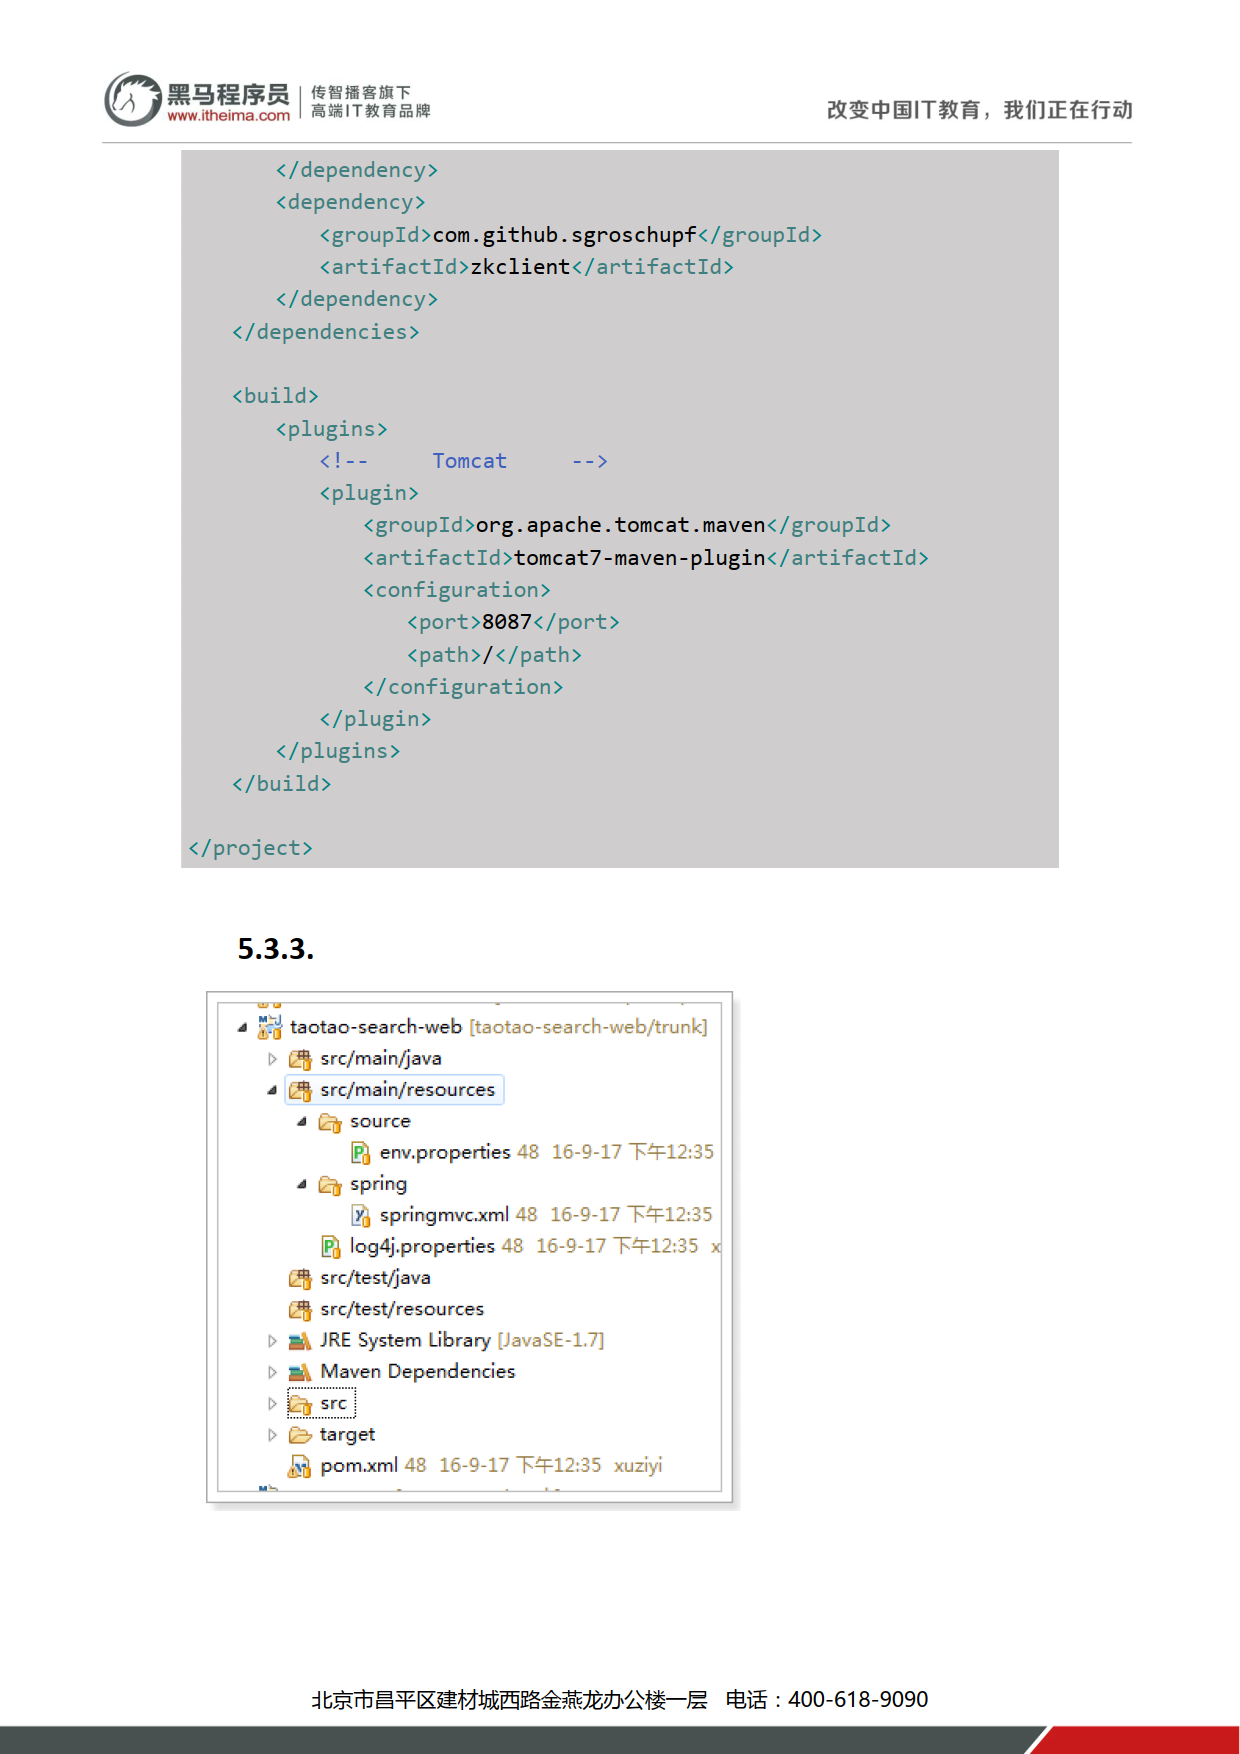 黑马程序员
www.itheima.com
传智播客旗下
高端IT教育品牌
改变中国IT教育，我们正在行动
</dependency>
<dependency>
<groupId>com.github.sgroschupf</groupId>
<artifactId>zkclient</artifactId>
</dependency>
</dependencies>
<build>
<plugins>
<!-- Tomcat -->
<plugin>
<groupId>org.apache.tomcat.maven</groupId>
<artifactId>tomcat7-maven-plugin</artifactId>
<configuration>
<port>8087</port>
<path>/</path>
</configuration>
</plugin>
</plugins>
</build>
</project>
5.3.3.
taotao-search-web [taotao-search-web/trunk]
src/main/java
src/main/resources
source
env.properties 48 16-9-17 下午12:35
spring
springmvc.xml 48 16-9-17 下午12:35
log4j.properties 48 16-9-17 下午12:35 x
src/test/java
src/test/resources
JRE System Library [JavaSE-1.7]
Maven Dependencies
src
target
pom.xml 48 16-9-17 下午12:35 xuziyi
北京市昌平区建材城西路金燕龙办公楼一层 电话：400-618-9090